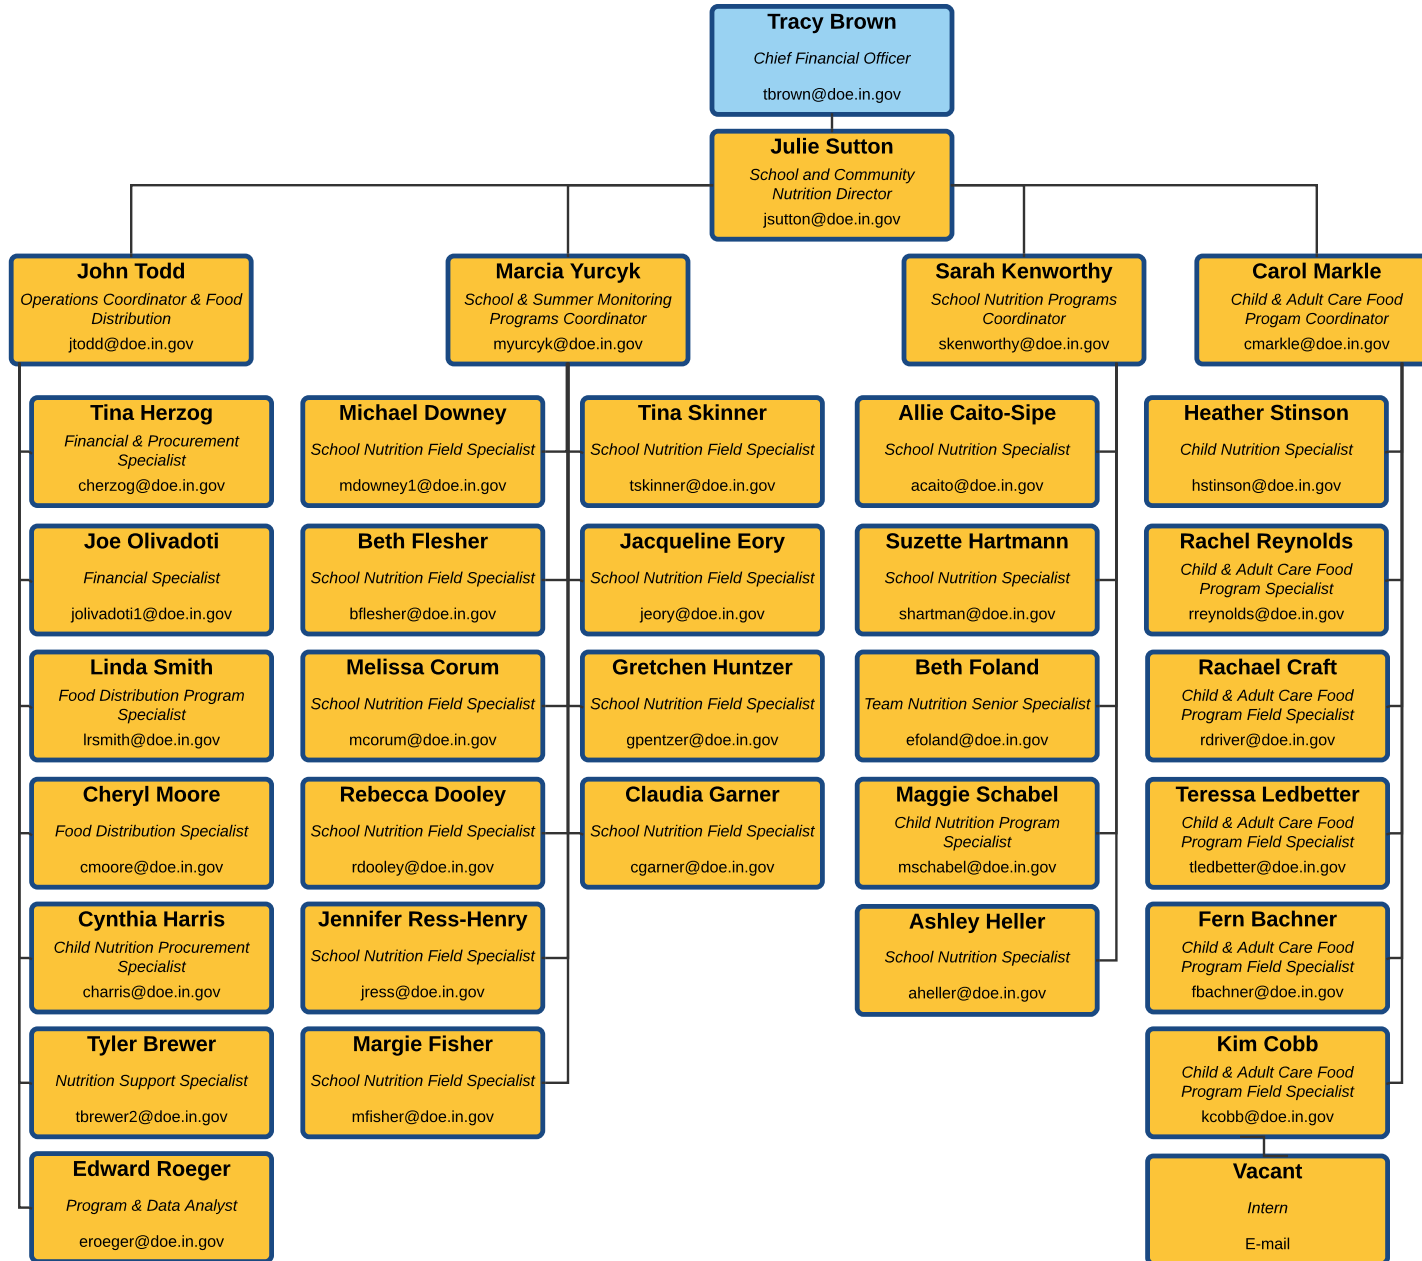 Tracy Brown
Chief Financial Officer
tbrown@doe.in.gov
Julie Sutton
School and Community
Nutrition Director
jsutton@doe.in.gov
John Todd
Operations Coordinator & Food
Distribution
jtodd@doe.in.gov
Marcia Yurcyk
School & Summer Monitoring
Programs Coordinator
myurcyk@doe.in.gov
Sarah Kenworthy
School Nutrition Programs
Coordinator
skenworthy@doe.in.gov
Carol Markle
Child & Adult Care Food
Progam Coordinator
cmarkle@doe.in.gov
Tina Herzog
Financial & Procurement
Specialist
cherzog@doe.in.gov
Joe Olivadoti
Financial Specialist
jolivadoti1@doe.in.gov
Linda Smith
Food Distribution Program
Specialist
lrsmith@doe.in.gov
Cheryl Moore
Food Distribution Specialist
cmoore@doe.in.gov
Cynthia Harris
Child Nutrition Procurement
Specialist
charris@doe.in.gov
Tyler Brewer
Nutrition Support Specialist
tbrewer2@doe.in.gov
Edward Roeger
Program & Data Analyst
eroeger@doe.in.gov
Michael Downey
School Nutrition Field Specialist
mdowney1@doe.in.gov
Beth Flesher
School Nutrition Field Specialist
bflesher@doe.in.gov
Melissa Corum
School Nutrition Field Specialist
mcorum@doe.in.gov
Rebecca Dooley
School Nutrition Field Specialist
rdooley@doe.in.gov
Jennifer Ress-Henry
School Nutrition Field Specialist
jress@doe.in.gov
Margie Fisher
School Nutrition Field Specialist
mfisher@doe.in.gov
Tina Skinner
School Nutrition Field Specialist
tskinner@doe.in.gov
Jacqueline Eory
School Nutrition Field Specialist
jeory@doe.in.gov
Gretchen Huntzer
School Nutrition Field Specialist
gpentzer@doe.in.gov
Claudia Garner
School Nutrition Field Specialist
cgarner@doe.in.gov
Allie Caito-Sipe
School Nutrition Specialist
acaito@doe.in.gov
Suzette Hartmann
School Nutrition Specialist
shartman@doe.in.gov
Beth Foland
Team Nutrition Senior Specialist
efoland@doe.in.gov
Maggie Schabel
Child Nutrition Program
Specialist
mschabel@doe.in.gov
Ashley Heller
School Nutrition Specialist
aheller@doe.in.gov
Heather Stinson
Child Nutrition Specialist
hstinson@doe.in.gov
Rachel Reynolds
Child & Adult Care Food
Program Specialist
rreynolds@doe.in.gov
Rachael Craft
Child & Adult Care Food
Program Field Specialist
rdriver@doe.in.gov
Teressa Ledbetter
Child & Adult Care Food
Program Field Specialist
tledbetter@doe.in.gov
Fern Bachner
Child & Adult Care Food
Program Field Specialist
fbachner@doe.in.gov
Kim Cobb
Child & Adult Care Food
Program Field Specialist
kcobb@doe.in.gov
Vacant
Intern
E-mail